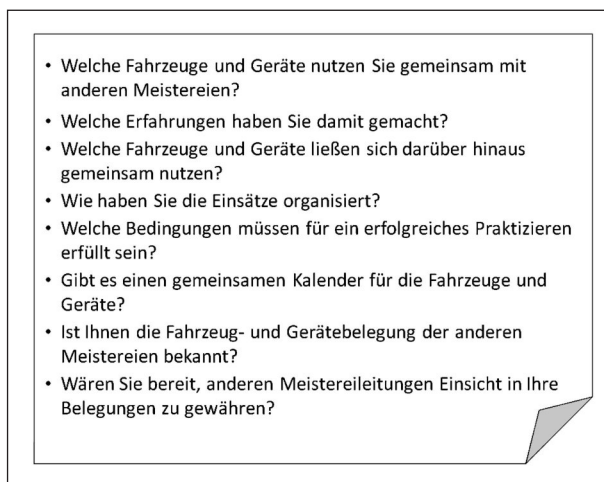 • Welche Fahrzeuge und Geräte nutzen Sie gemeinsam mit
anderen Meistereien?
• Welche Erfahrungen haben Sie damit gemacht?
• Welche Fahrzeuge und Geräte ließen sich darüber hinaus
gemeinsam nutzen?
• Wie haben Sie die Einsätze organisiert?
• Welche Bedingungen müssen für ein erfolgreiches Praktizieren
erfüllt sein?
• Gibt es einen gemeinsamen Kalender für die Fahrzeuge und
Geräte?
• Ist Ihnen die Fahrzeug- und Gerätebelegung der anderen
Meistereien bekannt?
• Wären Sie bereit, anderen Meistereileitungen Einsicht in Ihre
Belegungen zu gewähren?